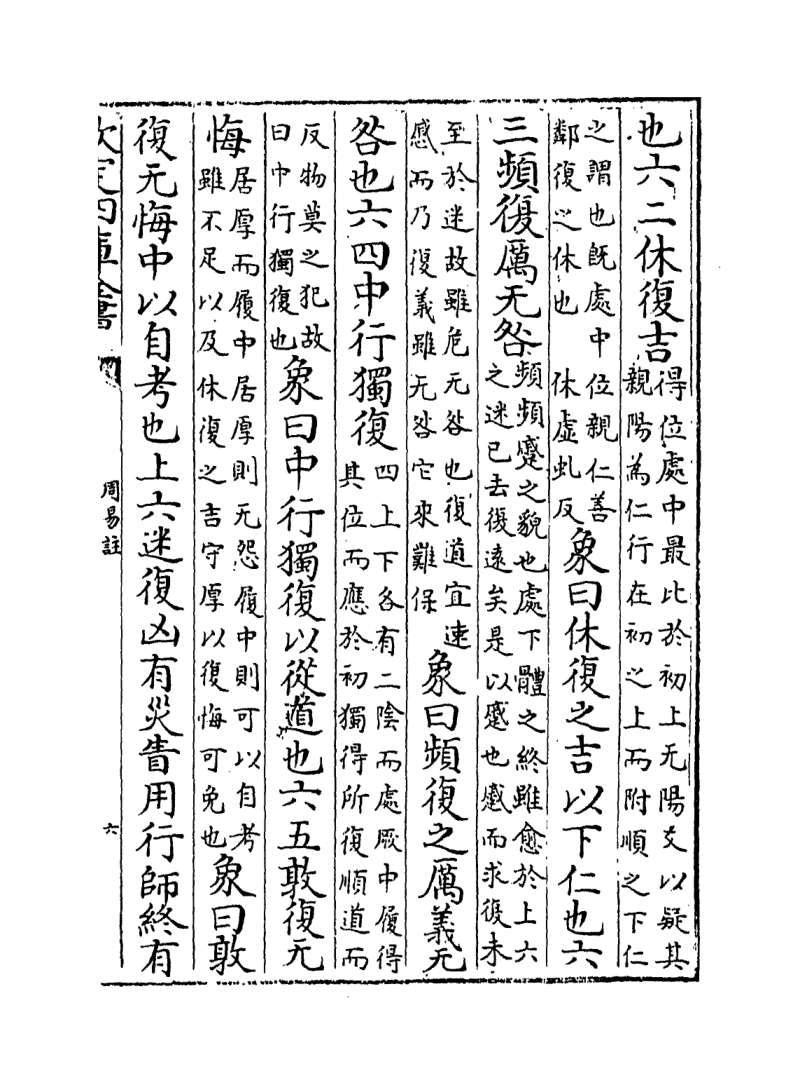 也六二休復吉
得位處中最比於初上无陽爻以疑其
親陽為仁行在初之上而附順之下仁
之謂也既處中位親仁善
鄰復之休也　休虛虬反
象曰休復之吉以下仁也六
三頻復厲无咎
頻頻蹙之貌也處下體之終雖愈於上六
之迷已去復遠矣是以蹙也蹙而求復未
至於迷故雖危无咎也復道宜速
感而乃復義雖无咎它來難保
象曰頻復之厲義无
咎也六四中行獨復
四上下各有二陰而處厥中履得
其位而應於初獨得所復順道而
反物莫之犯故
曰中行獨復也
象曰中行獨復以從道也六五敦復无
悔
居厚而履中居厚則无怨履中則可以自考
雖不足以及休復之吉守厚以復悔可免也
象曰敦
復无悔中以自考也上六迷復凶有災眚用行師終有
欽定四庫全書
周易註
六